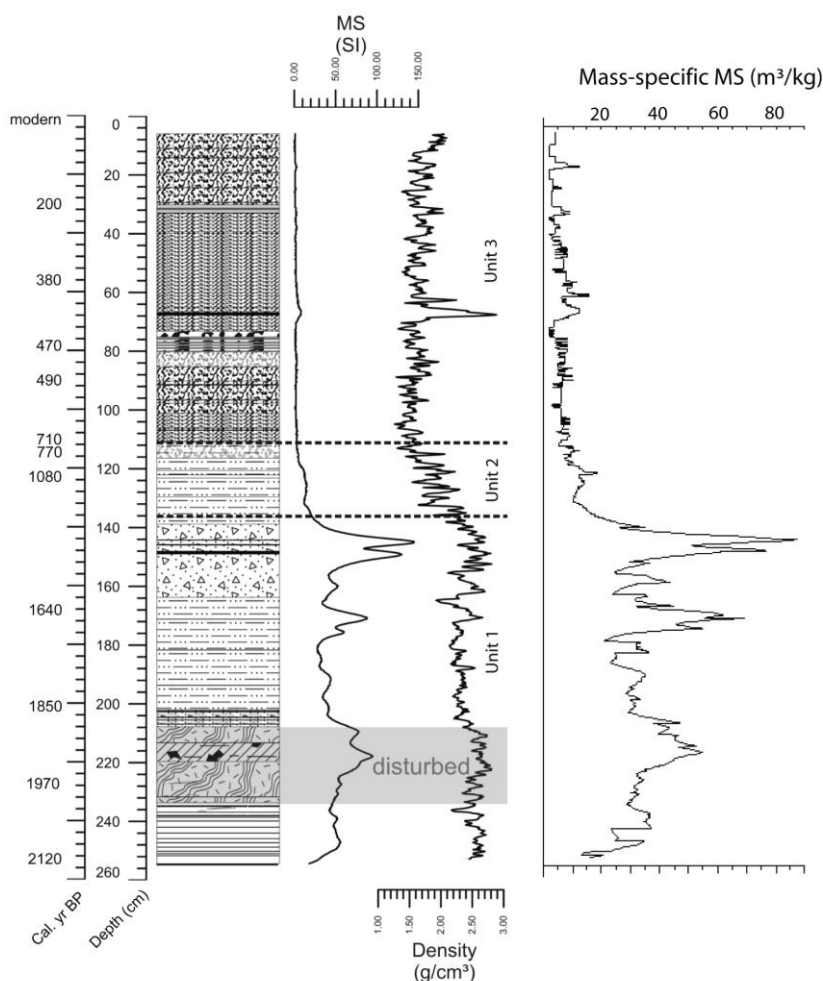 MS
(SI)
0.00 50.00 100.00 150.00
Mass-specific MS (m³/kg)
20 40 60 80
modern
200
380
470
490
710
770
1080
1640
1850
1970
2120
Cal. yr BP
0
20
40
60
80
100
120
140
160
180
200
220
240
260
Depth (cm)
Unit 3
Unit 2
Unit 1
disturbed
1.00 1.50 2.00 2.50 3.00
Density
(g/cm³)